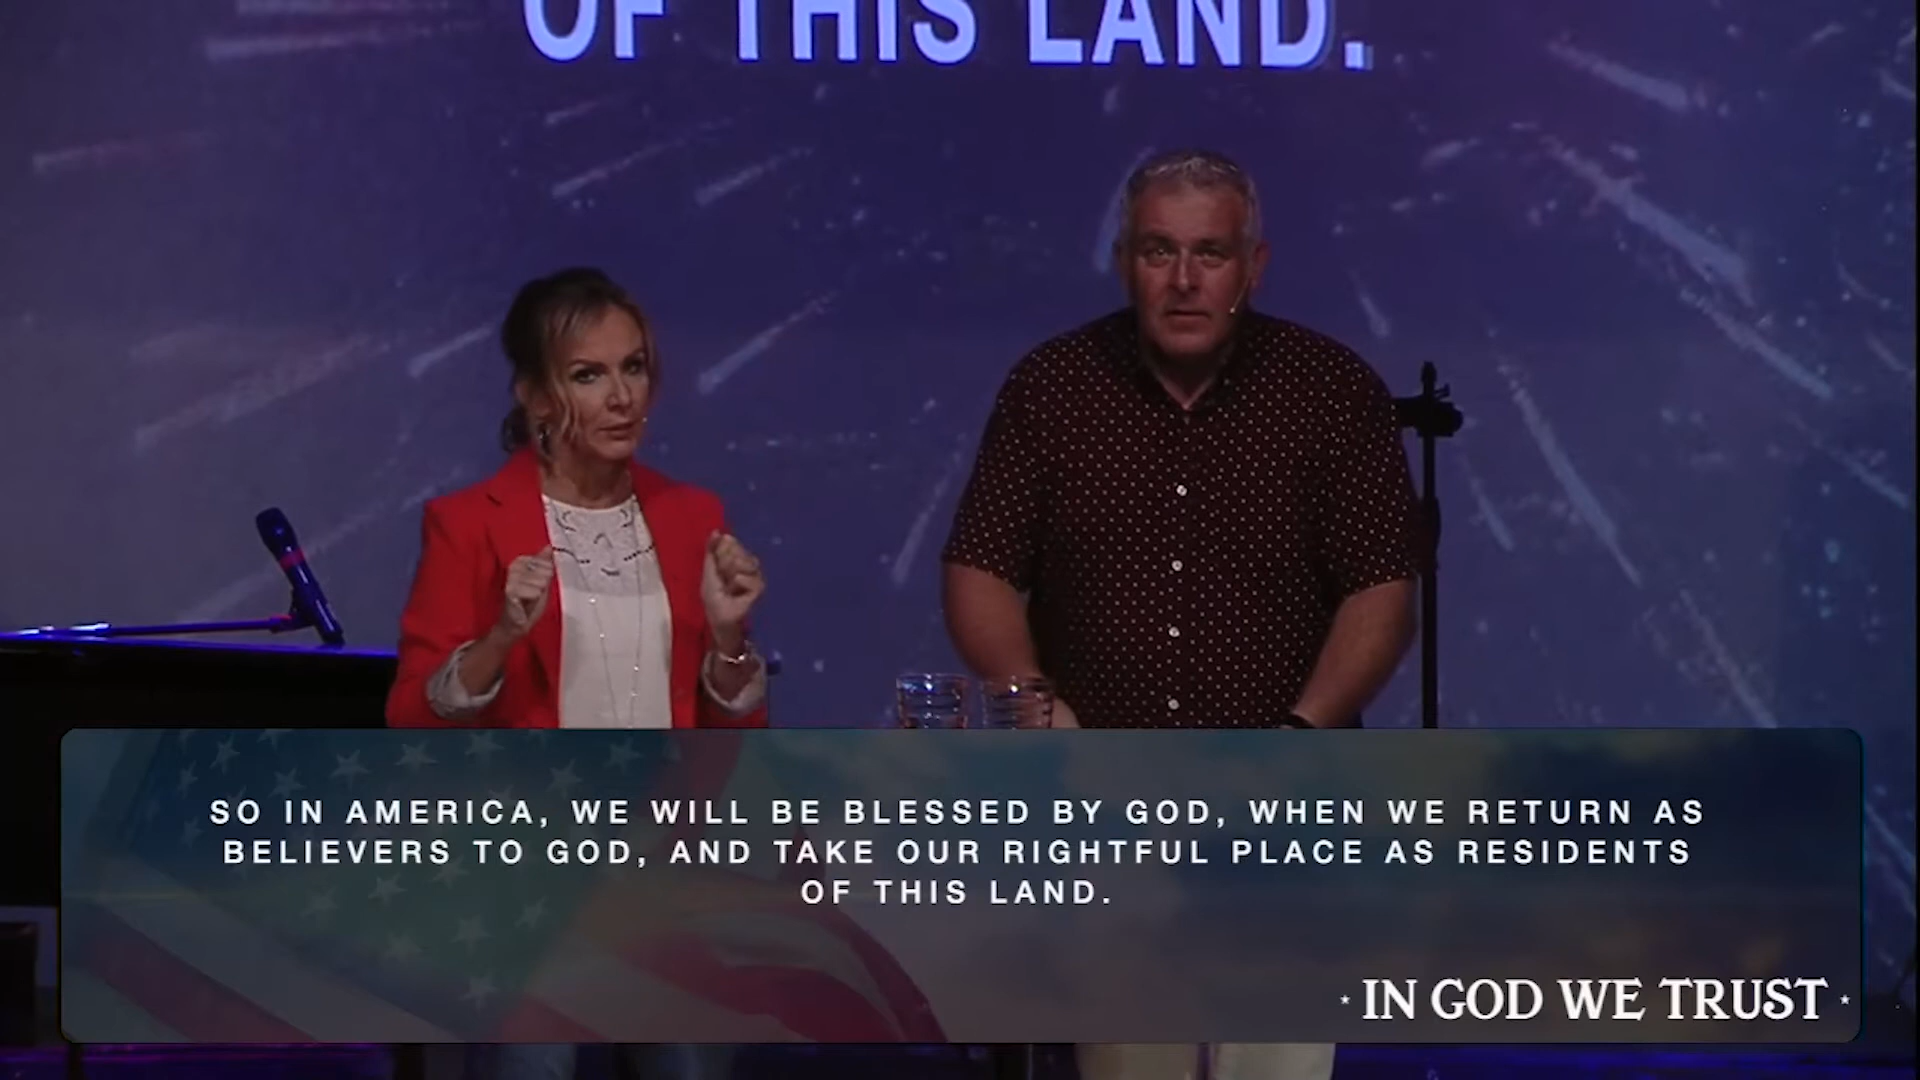 OF THIS LAND.
SO IN AMERICA, WE WILL BE BLESSED BY GOD, WHEN WE RETURN AS
BELIEVERS TO GOD, AND TAKE OUR RIGHTFUL PLACE AS RESIDENTS
OF THIS LAND.
IN GOD WE TRUST